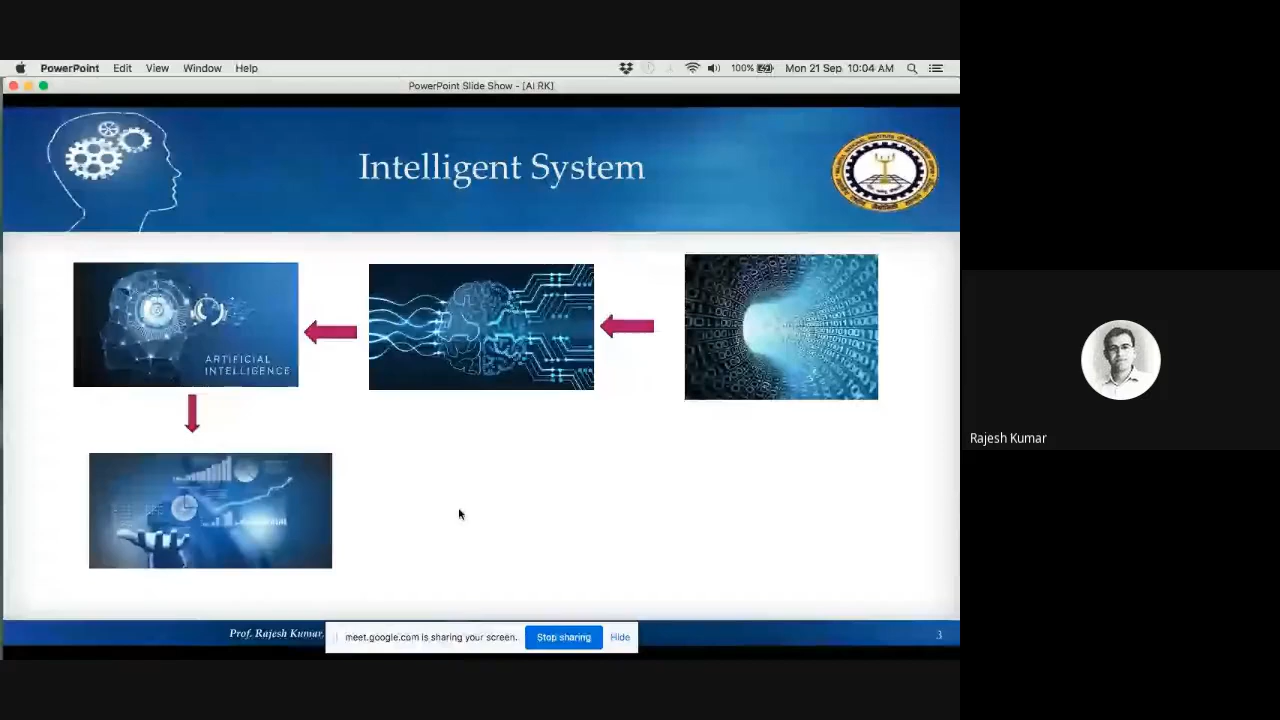 PowerPoint Edit View Window Help 100% Mon 21 Sep 10:04 AM
PowerPoint Slide Show - [AI RK]
Intelligent System
ARTIFICIAL
INTELLIGENCE
Rajesh Kumar
Prof. Rajesh Kumar,
meet.google.com is sharing your screen. Stop sharing Hide
3